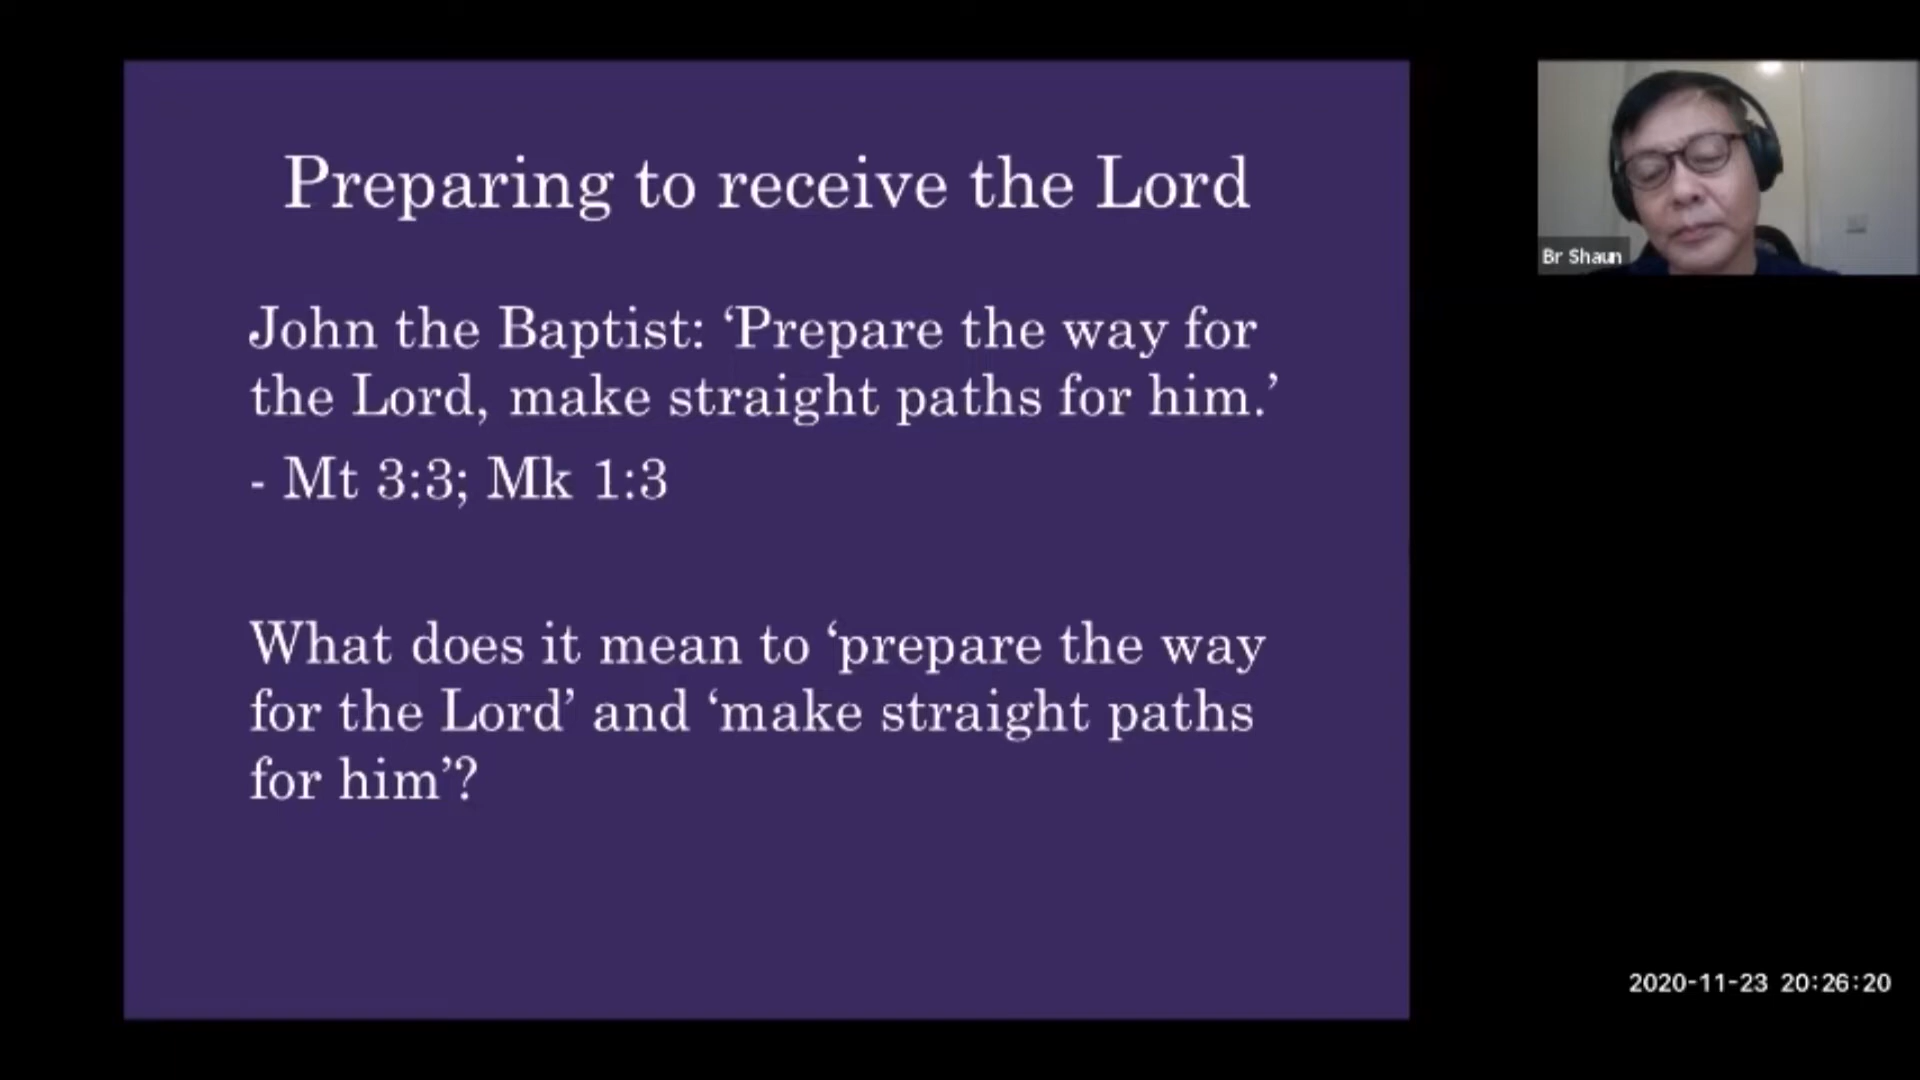 Preparing to receive the Lord
John the Baptist: ‘Prepare the way for
the Lord, make straight paths for him.’
- Mt 3:3; Mk 1:3
What does it mean to ‘prepare the way
for the Lord’ and ‘make straight paths
for him’?
Br Shaun
2020-11-23 20:26:20